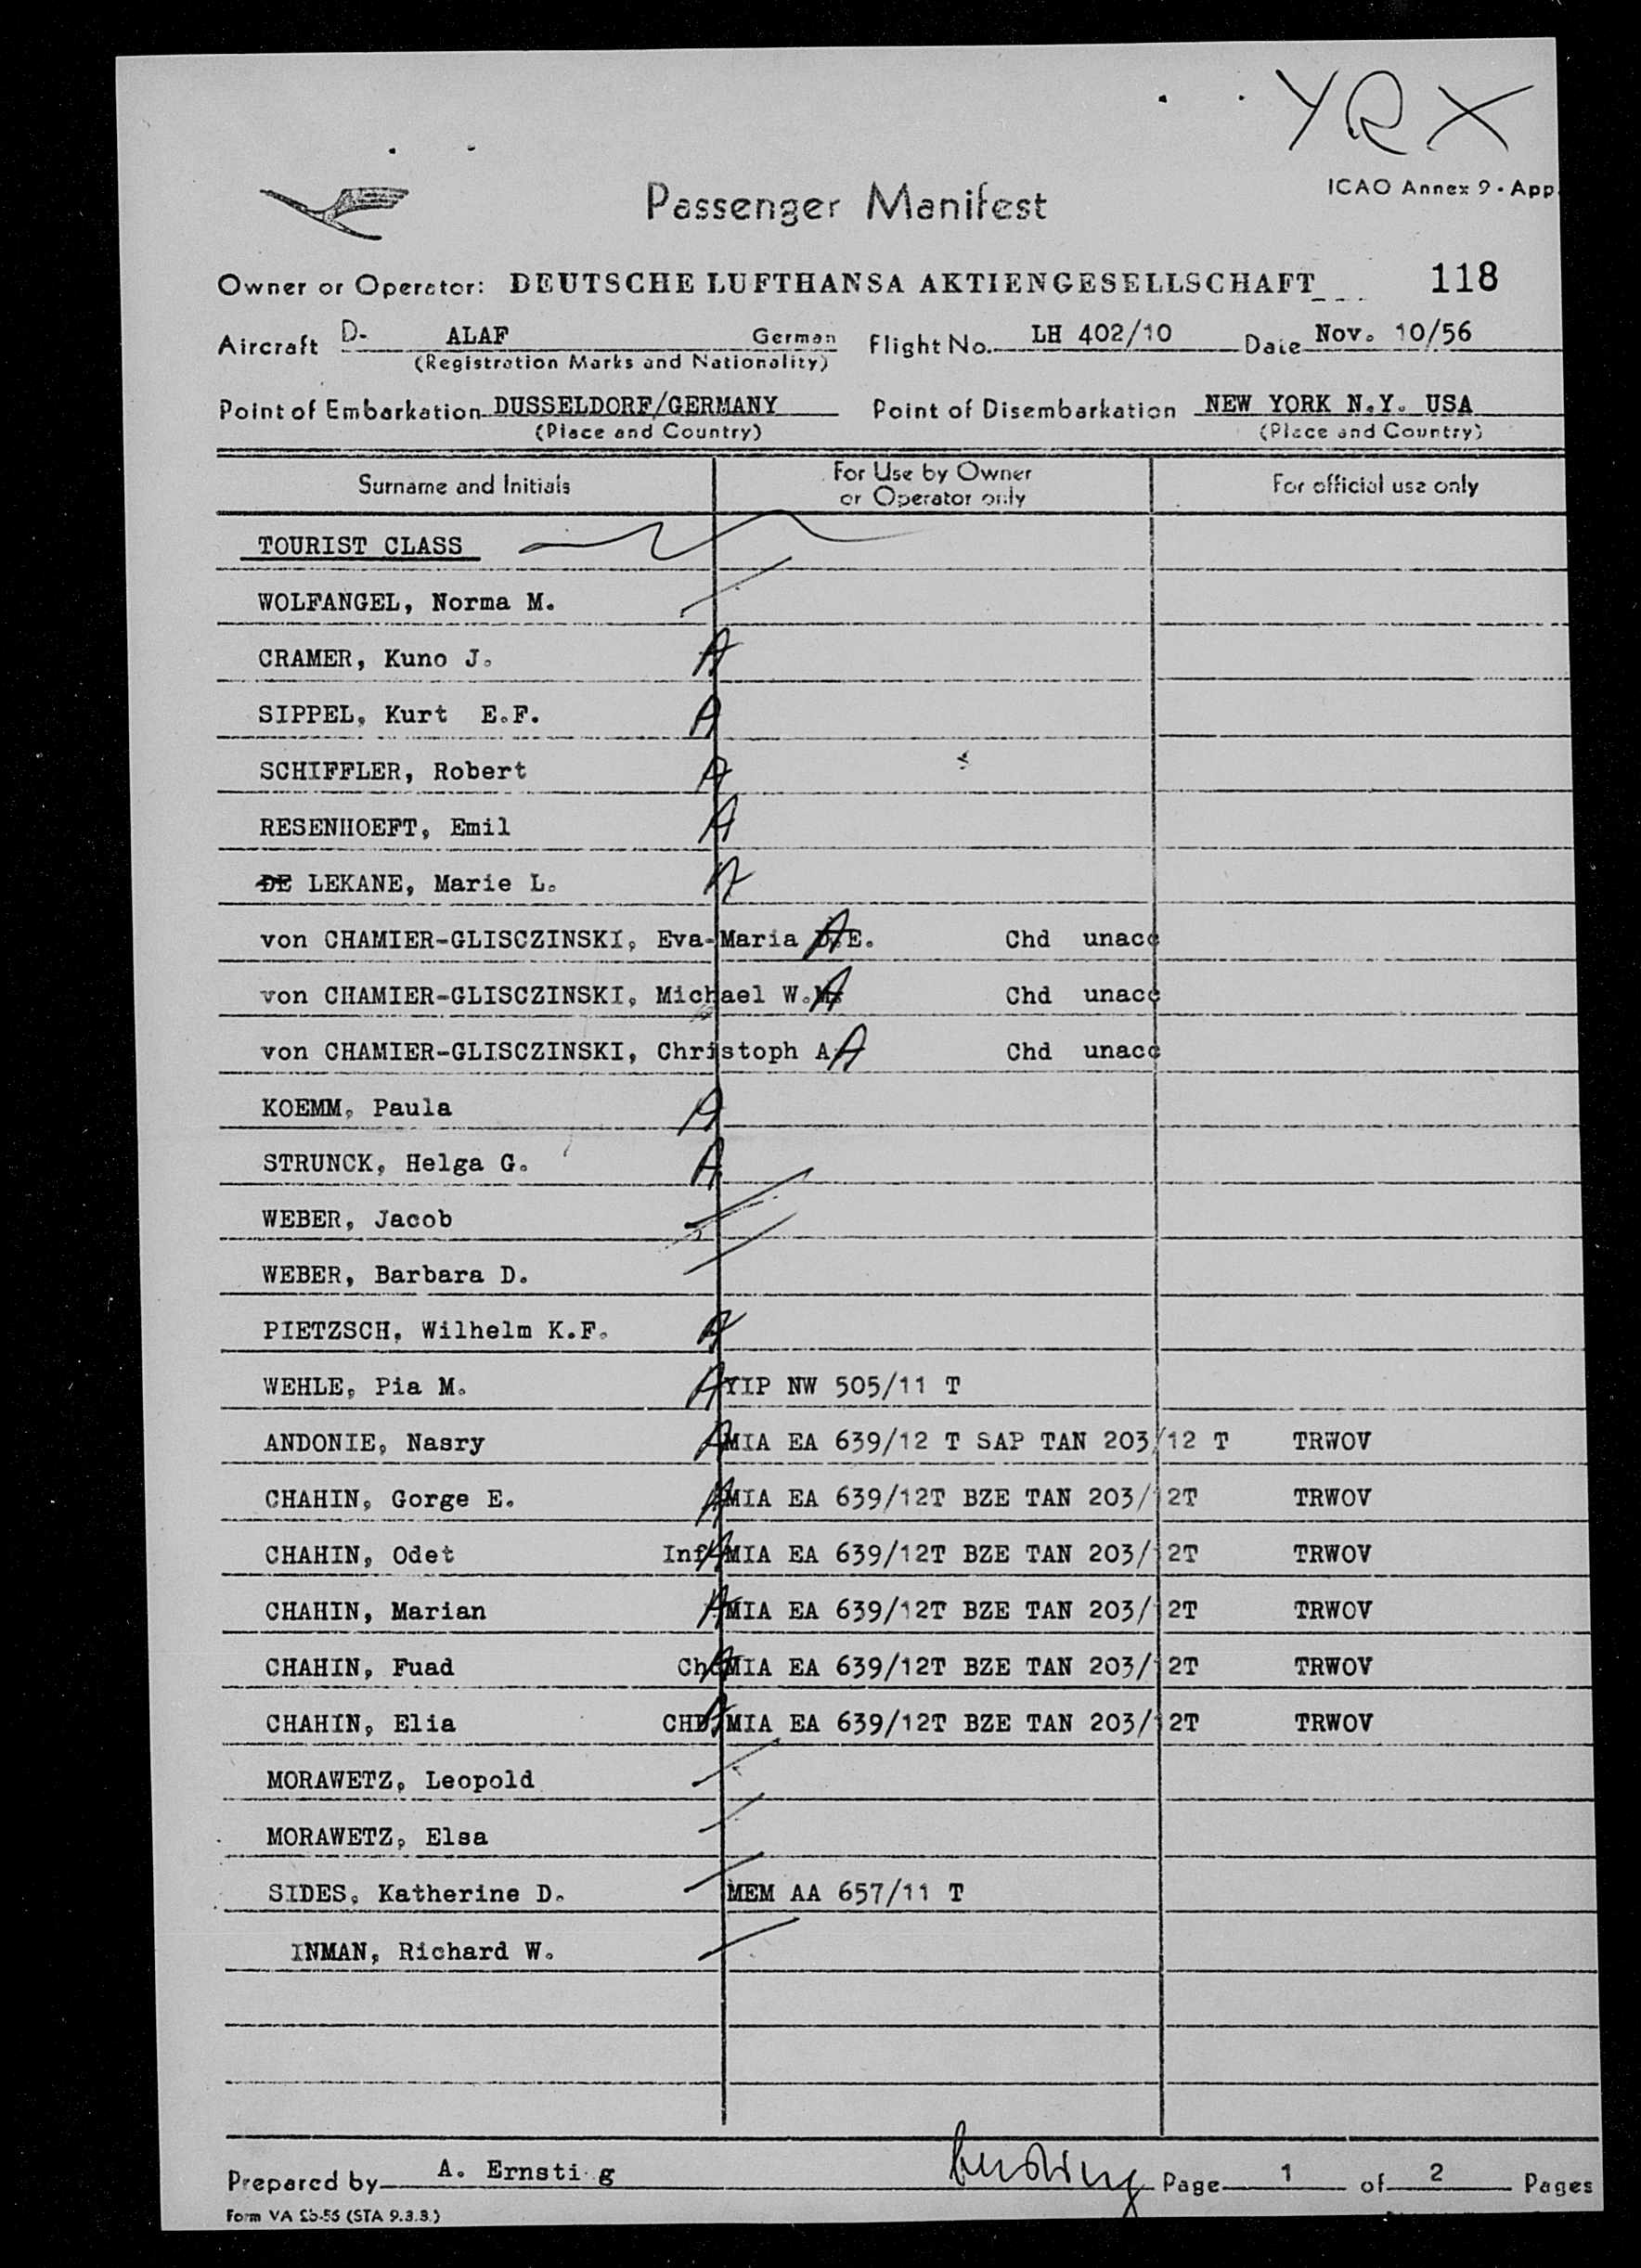 YRX
ICAO Annex 9 - App.
Passenger Manifest
Owner or Operator: DEUTSCHE LUFTHANSA AKTIENGESELLSCHAFT 118
Aircraft D- ALAF German Flight No. LH 402/10 Date Nov. 10/56
(Registration Marks and Nationality)
Point of Embarkation DUSSELDORF/GERMANY Point of Disembarkation NEW YORK N.Y. USA
(Place and Country) (Place and Country)
Surname and Initials For Use by Owner or Operator only For official use only
TOURIST CLASS
WOLFANGEL, Norma M.
CRAMER, Kuno J. A
SIPPEL, Kurt E.F. A
SCHIFFLER, Robert A
RESENHOEFT, Emil A
DE LEKANE, Marie L. A
von CHAMIER-GLISCZINSKI, Eva-Maria .E. A Chd unacc
von CHAMIER-GLISCZINSKI, Michael W. A Chd unacc
von CHAMIER-GLISCZINSKI, Christoph A A Chd unacc
KOEMM, Paula A
STRUNCK, Helga G. A
WEBER, Jacob
WEBER, Barbara D.
PIETZSCH, Wilhelm K.F. A
WEHLE, Pia M. A YIP NW 505/11 T
ANDONIE, Nasry A MIA EA 639/12 T SAP TAN 203/12 T TRWOV
CHAHIN, Gorge E. A MIA EA 639/12T BZE TAN 203/12T TRWOV
CHAHIN, Odet Inf A MIA EA 639/12T BZE TAN 203/12T TRWOV
CHAHIN, Marian A MIA EA 639/12T BZE TAN 203/12T TRWOV
CHAHIN, Fuad Chd A MIA EA 639/12T BZE TAN 203/12T TRWOV
CHAHIN, Elia CHD A MIA EA 639/12T BZE TAN 203/12T TRWOV
MORAWETZ, Leopold
MORAWETZ, Elsa
SIDES, Katherine D. MEM AA 657/11 T
INMAN, Richard W.
Prepared by A. Ernsti g Page 1 of 2 Pages
Form VA (STA 9.3.3.)